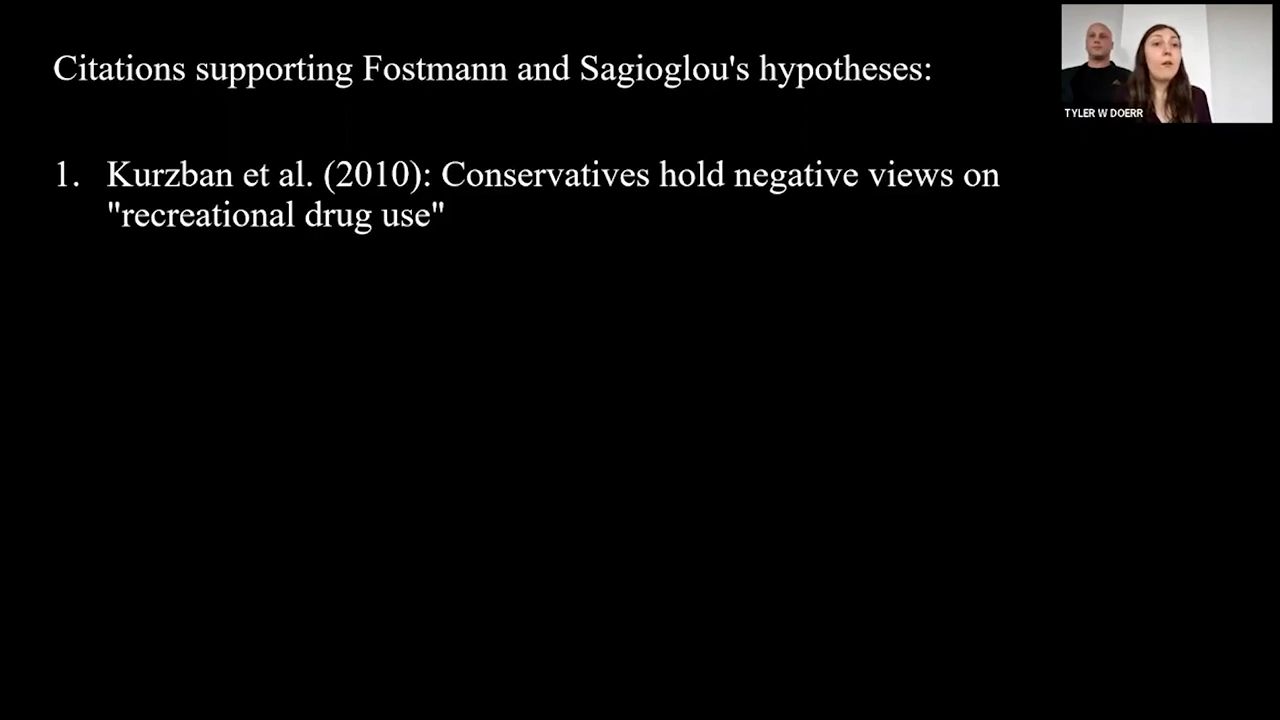 Citations supporting Fostmann and Sagioglou's hypotheses:
TYLER W DOERR
1. Kurzban et al. (2010): Conservatives hold negative views on
"recreational drug use"